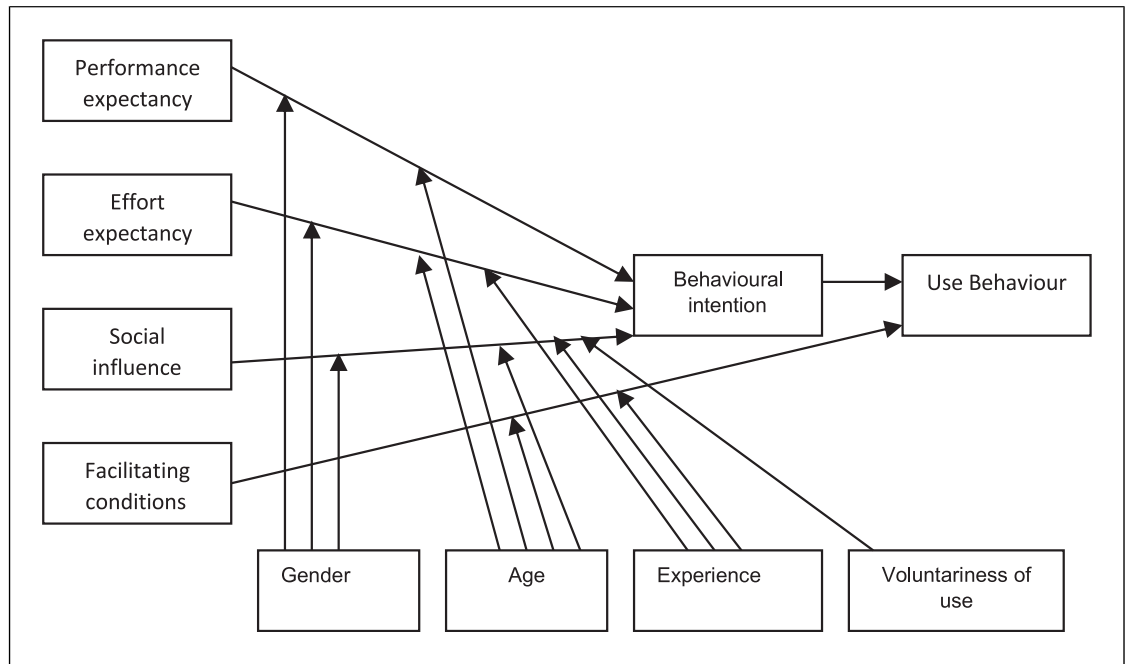 Performance
expectancy
Effort
expectancy
Social
influence
Facilitating
conditions
Behavioural
intention
Use Behaviour
Gender
Age
Experience
Voluntariness of
use